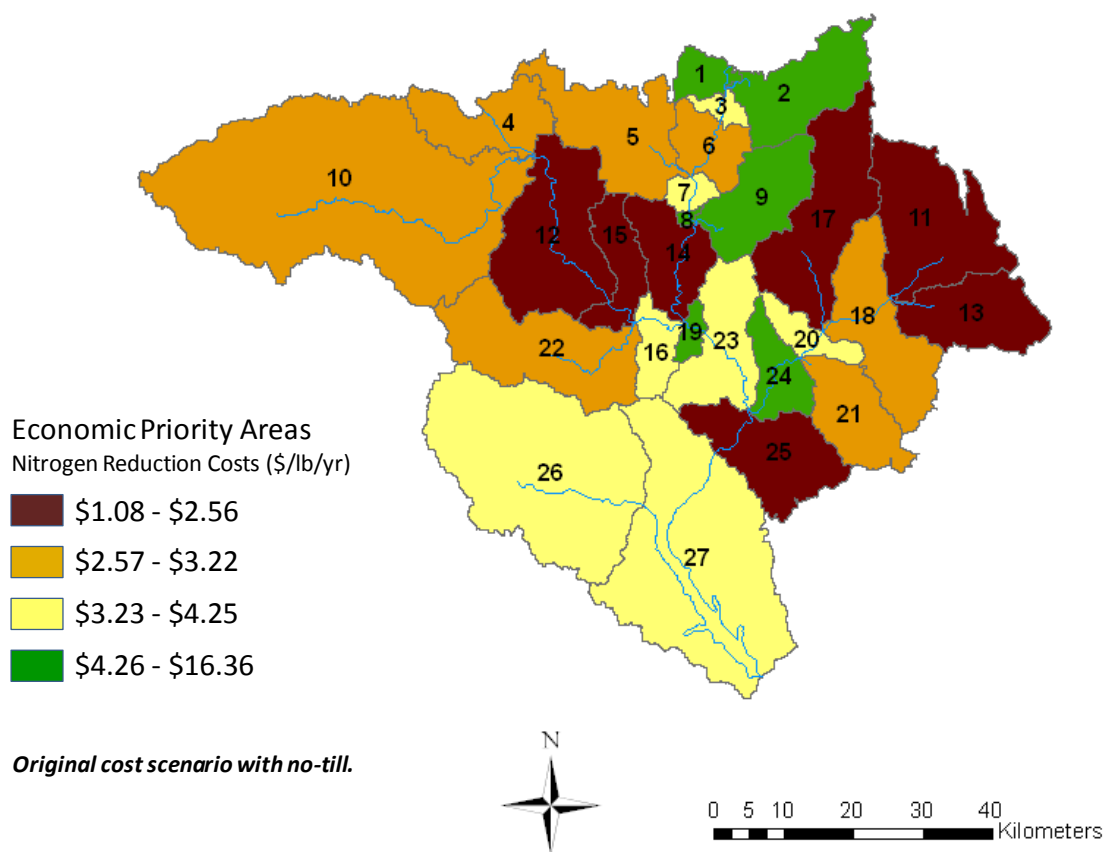 1
2
3
4
5
6
10
7
8
9
17
11
12
15
14
13
18
19
20
23
16
22
24
21
25
26
27
Economic Priority Areas
Nitrogen Reduction Costs ($/lb/yr)
$1.08 - $2.56
$2.57 - $3.22
$3.23 - $4.25
$4.26 - $16.36
Original cost scenario with no-till.
N
0 5 10 20 30 40
Kilometers